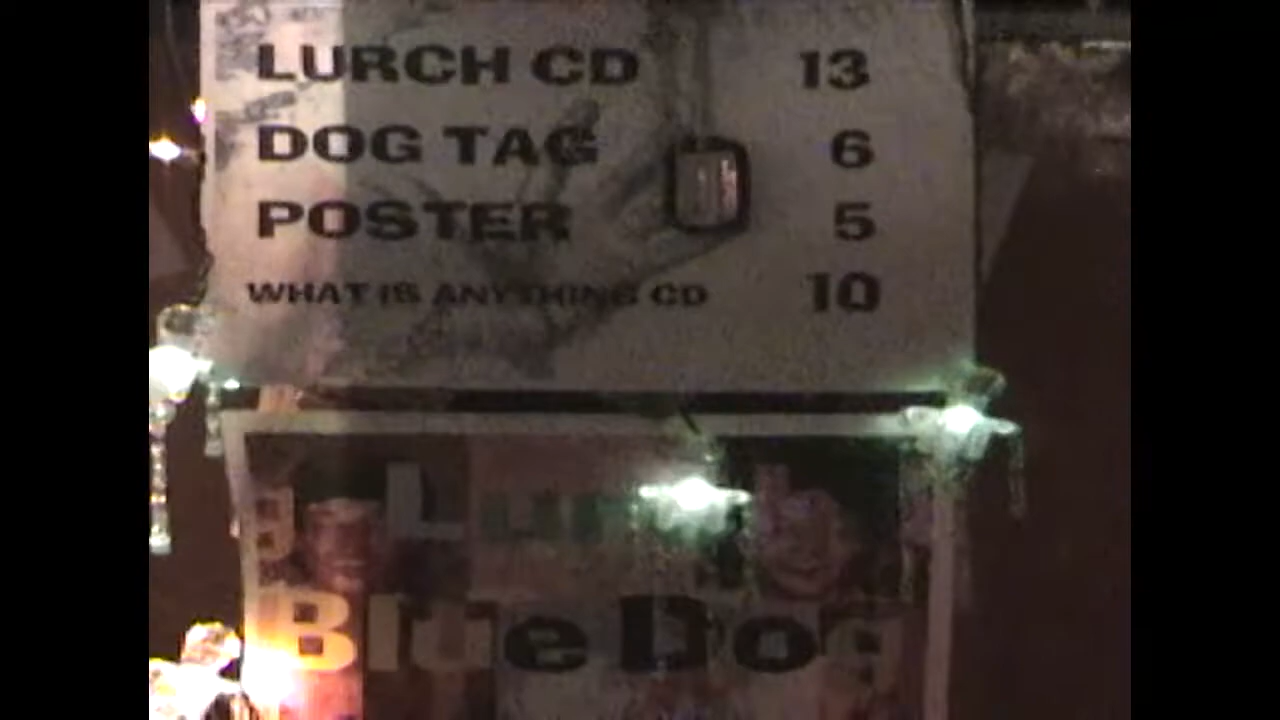 LURCH CD 13
DOG TAG 6
POSTER 5
WHAT IS ANYTHING CD 10
Blue Dog